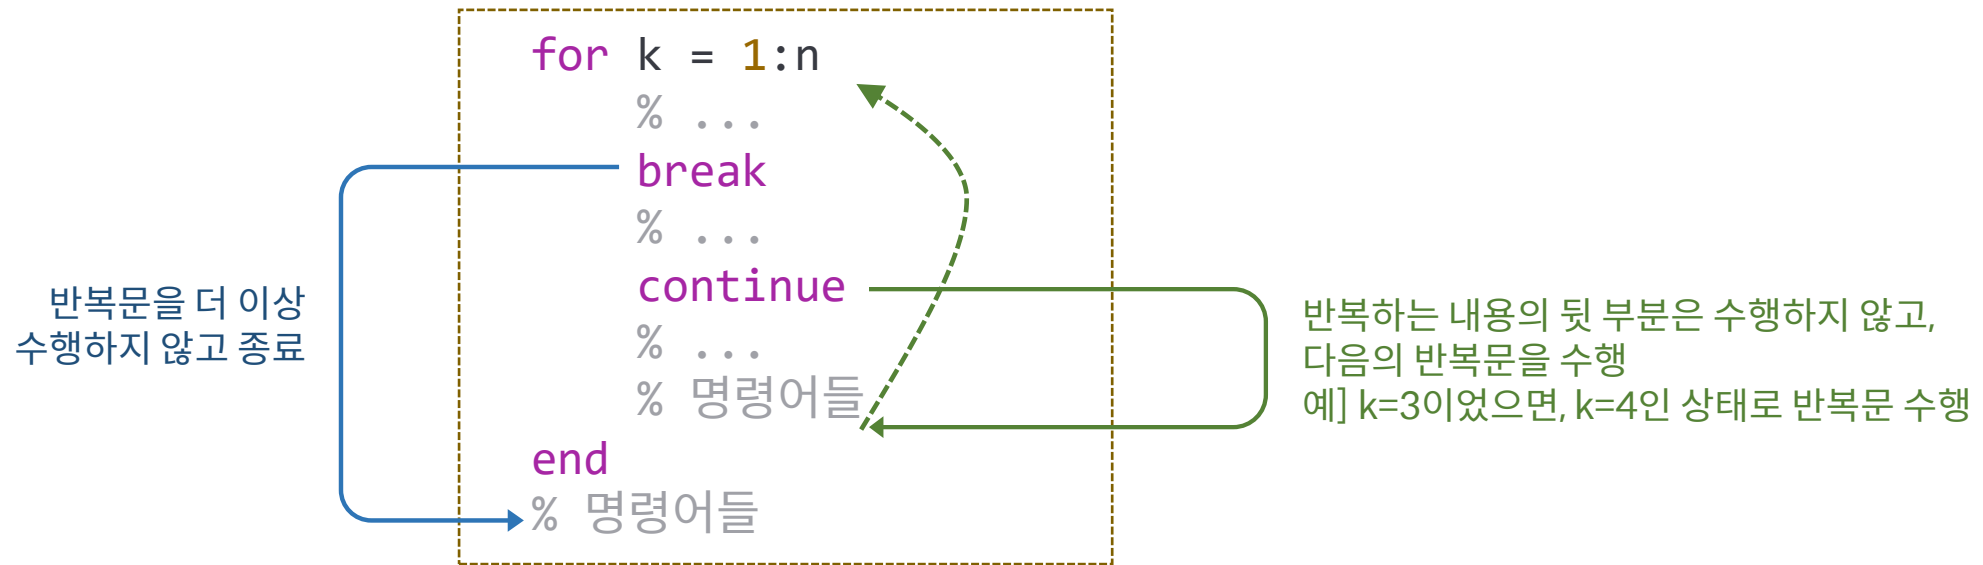 for k = 1:n
% ...
break
% ...
continue
% ...
% 명령어들
end
% 명령어들
반복문을 더 이상
수행하지 않고 종료
반복하는 내용의 뒷 부분은 수행하지 않고,
다음의 반복문을 수행
예] k=3이었으면, k=4인 상태로 반복문 수행